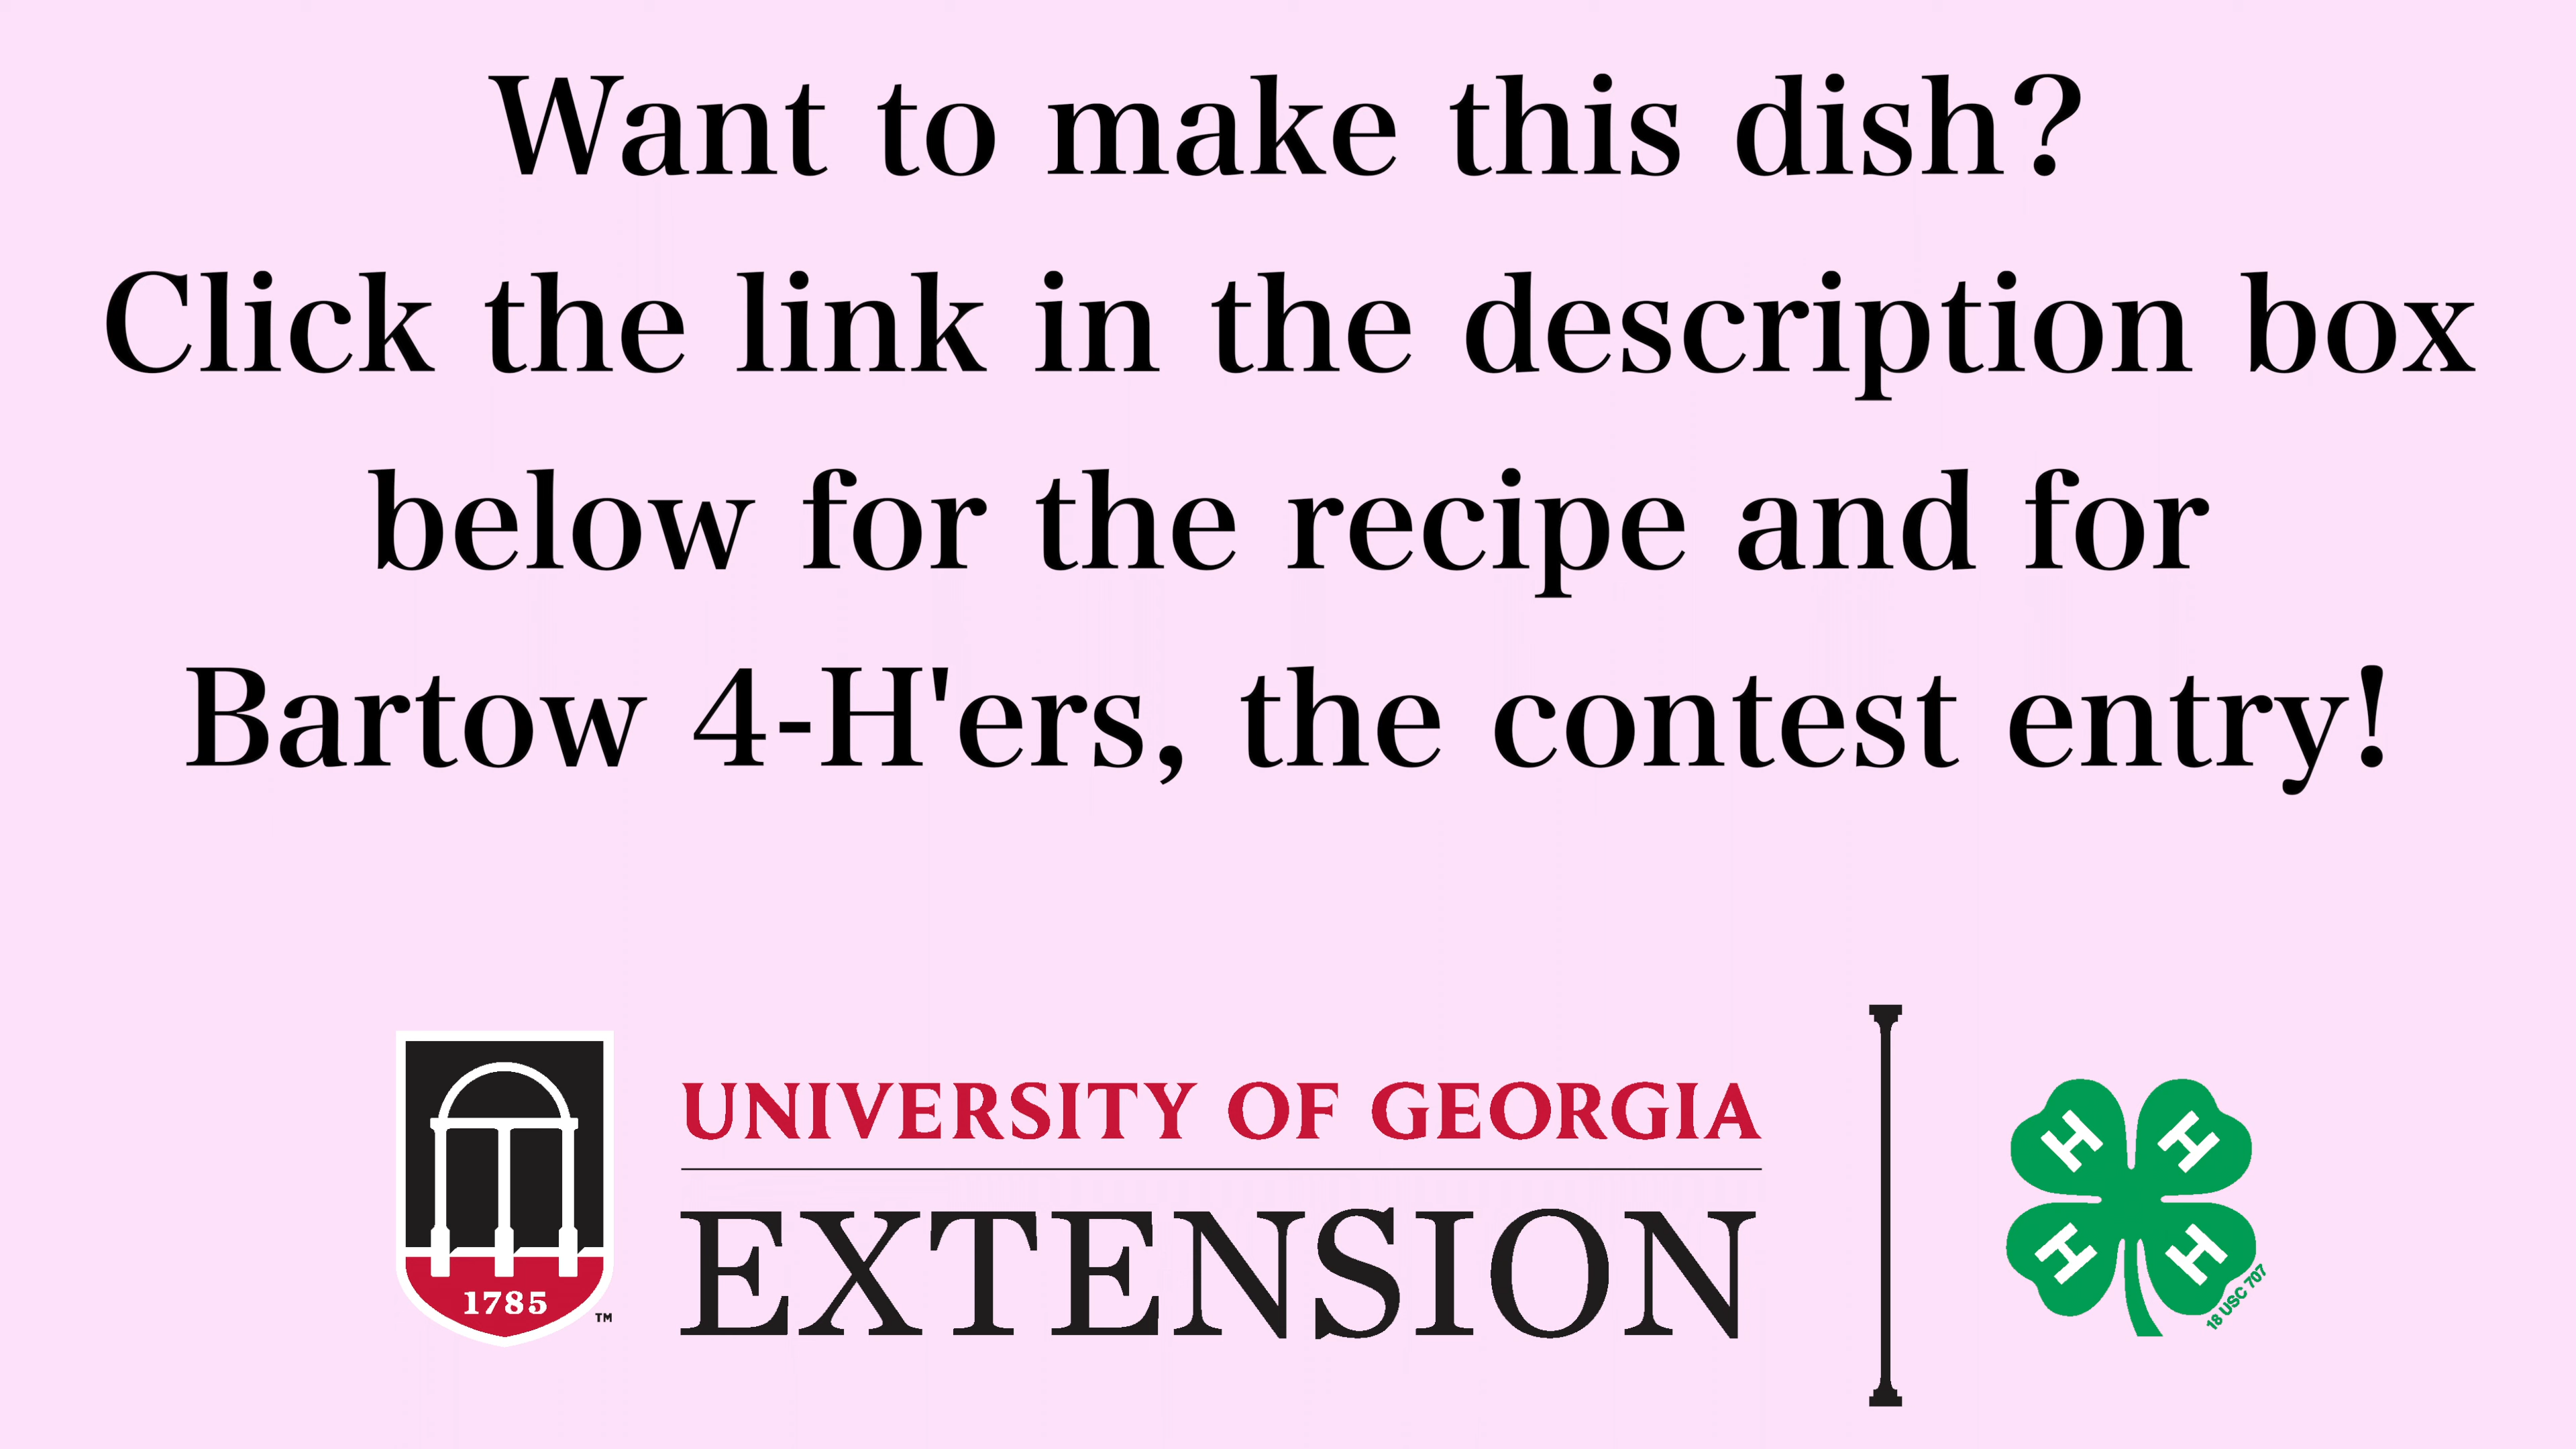 Want to make this dish?
Click the link in the description box
below for the recipe and for
Bartow 4-H'ers, the contest entry!
1785
TM
UNIVERSITY OF GEORGIA
EXTENSION
H H
H H
18 USC 707